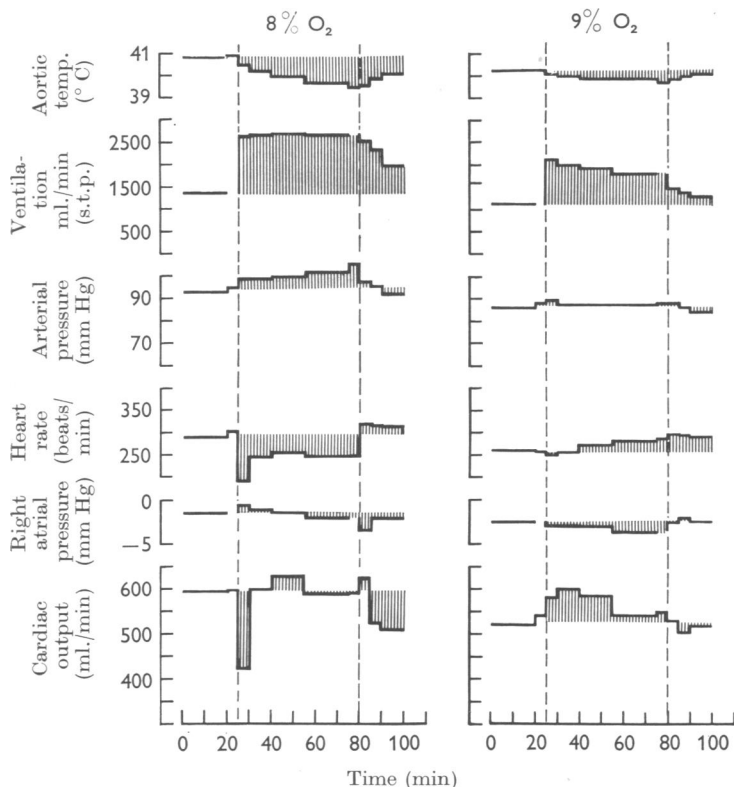 8% O₂
9% O₂
Aortic
temp.
(° C)
41
39
Ventila-
tion
ml./min
(s.t.p.)
2500
1500
500
Arterial
pressure
(mm Hg)
90
70
Heart
rate
(beats/
min)
350
250
Right
atrial
pressure
(mm Hg)
0
−5
Cardiac
output
(ml./min)
600
500
400
0 20 40 60 80 100
0 20 40 60 80 100
Time (min)